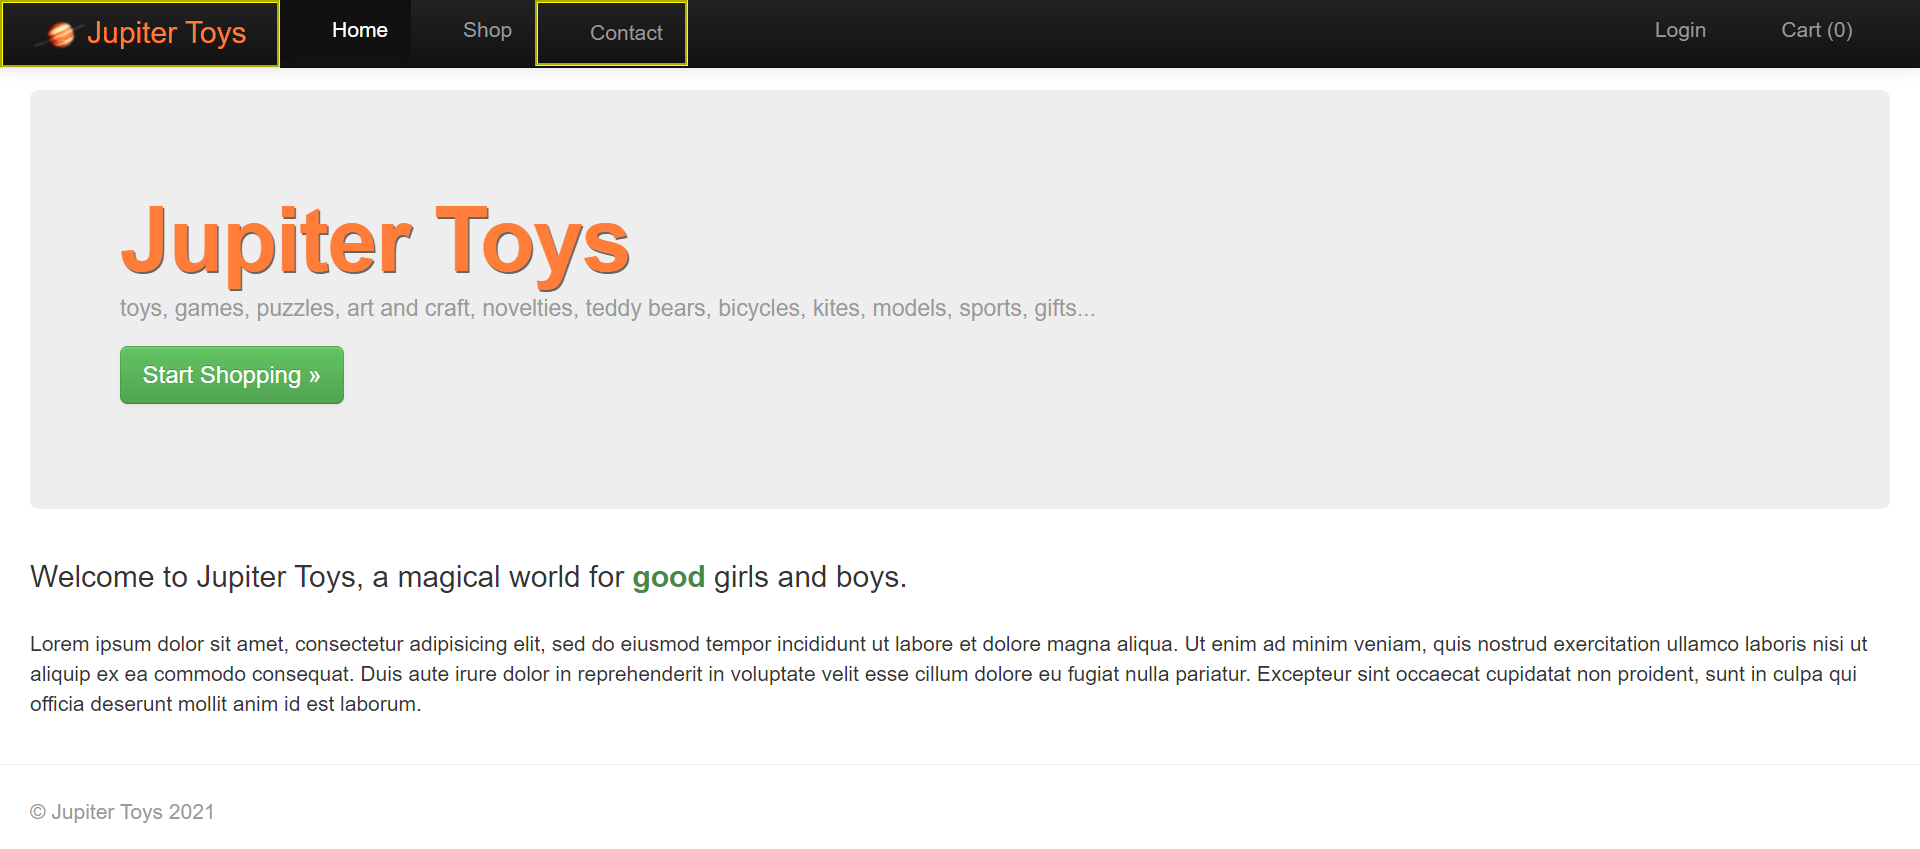 Jupiter Toys Home Shop Contact Login Cart (0)
Jupiter Toys
toys, games, puzzles, art and craft, novelties, teddy bears, bicycles, kites, models, sports, gifts...
Start Shopping »
Welcome to Jupiter Toys, a magical world for good girls and boys.
Lorem ipsum dolor sit amet, consectetur adipisicing elit, sed do eiusmod tempor incididunt ut labore et dolore magna aliqua. Ut enim ad minim veniam, quis nostrud exercitation ullamco laboris nisi ut
aliquip ex ea commodo consequat. Duis aute irure dolor in reprehenderit in voluptate velit esse cillum dolore eu fugiat nulla pariatur. Excepteur sint occaecat cupidatat non proident, sunt in culpa qui
officia deserunt mollit anim id est laborum.
© Jupiter Toys 2021